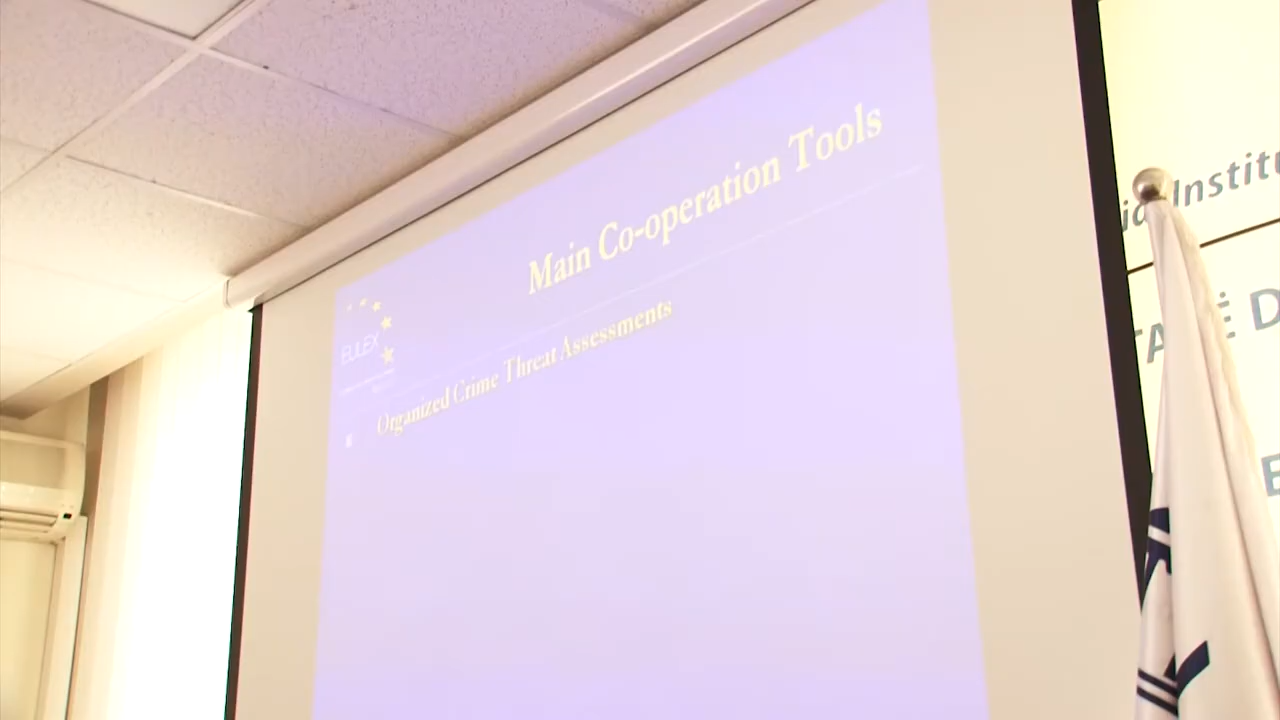 Main Co-operation Tools
EULEX
Organized Crime Threat Assessments
Institu